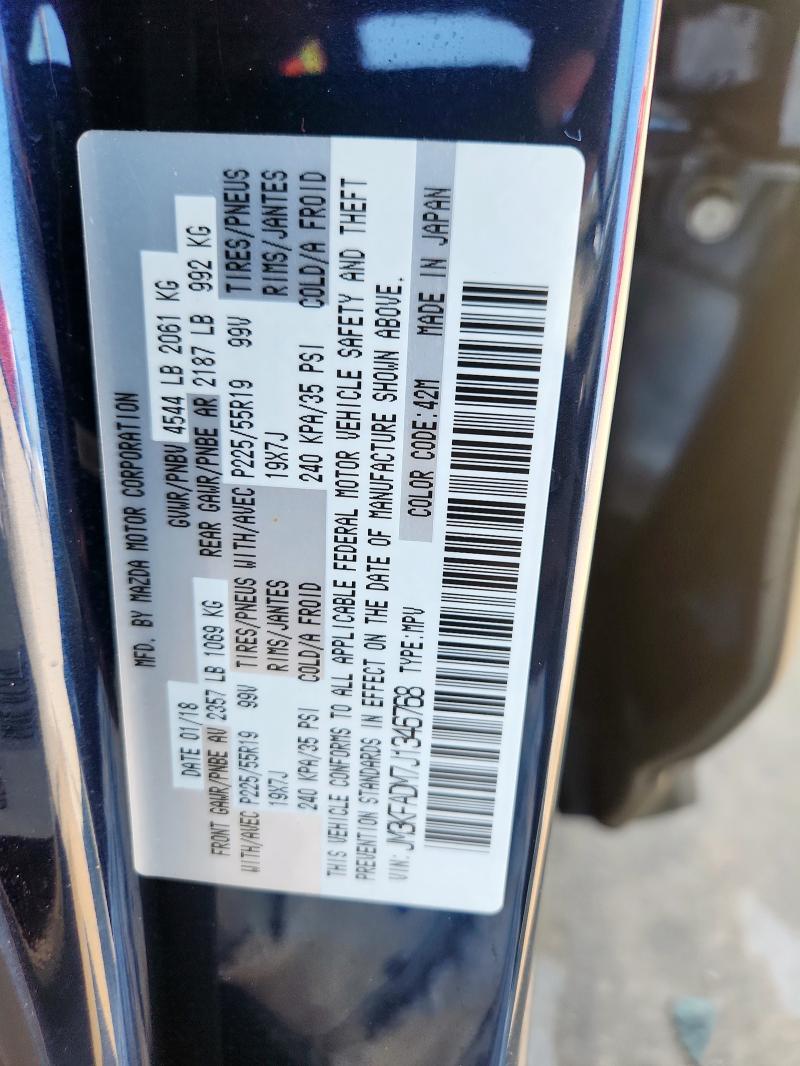 MFD. BY MAZDA MOTOR CORPORATION
DATE 01/18 GVWR/PNBV 4544 LB 2061 KG
FRONT GAWR/PNBE AV 2357 LB 1069 KG REAR GAWR/PNBE AR 2187 LB 992 KG
WITH/AVEC P225/55R19 99V TIRES/PNEUS WITH/AVEC P225/55R19 99V TIRES/PNEUS
19X7J RIMS/JANTES 19X7J RIMS/JANTES
240 KPA/35 PSI COLD/A FROID 240 KPA/35 PSI COLD/A FROID
THIS VEHICLE CONFORMS TO ALL APPLICABLE FEDERAL MOTOR VEHICLE SAFETY AND THEFT
PREVENTION STANDARDS IN EFFECT ON THE DATE OF MANUFACTURE SHOWN ABOVE.
VIN: JM3KFADM7J1346768 TYPE:MPV
COLOR CODE:42M MADE IN JAPAN